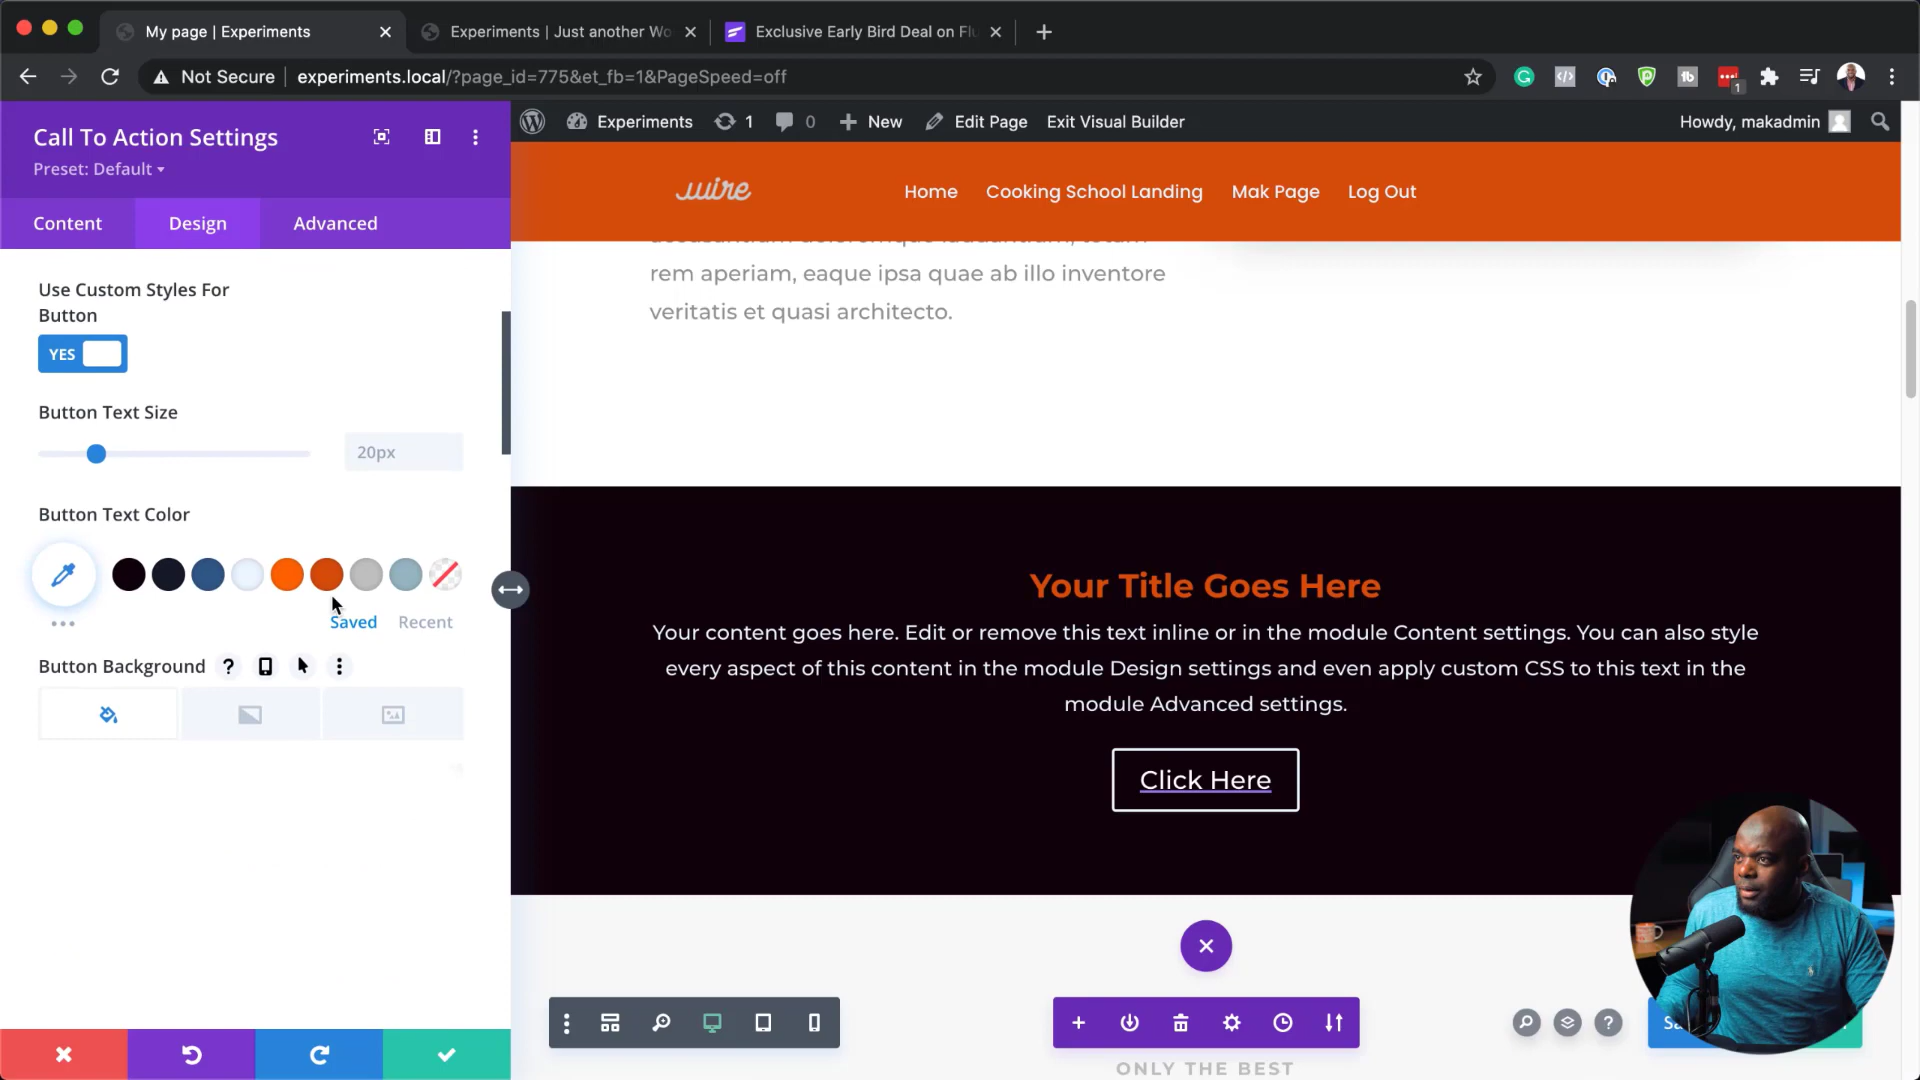 My page | Experiments
Experiments | Just another Wo
Exclusive Early Bird Deal on Flu
Not Secure
experiments.local/?page_id=775&et_fb=1&PageSpeed=off
1
Call To Action Settings
Preset: Default
Experiments
1
0
New
Edit Page
Exit Visual Builder
Howdy, makadmin
Content
Design
Advanced
wire
Home
Cooking School Landing
Mak Page
Log Out
rem aperiam, eaque ipsa quae ab illo inventore
veritatis et quasi architecto.
Use Custom Styles For
Button
YES
Button Text Size
20px
Button Text Color
Saved
Recent
Button Background
?
Your Title Goes Here
Your content goes here. Edit or remove this text inline or in the module Content settings. You can also style
every aspect of this content in the module Design settings and even apply custom CSS to this text in the
module Advanced settings.
Click Here
?
ONLY THE BEST